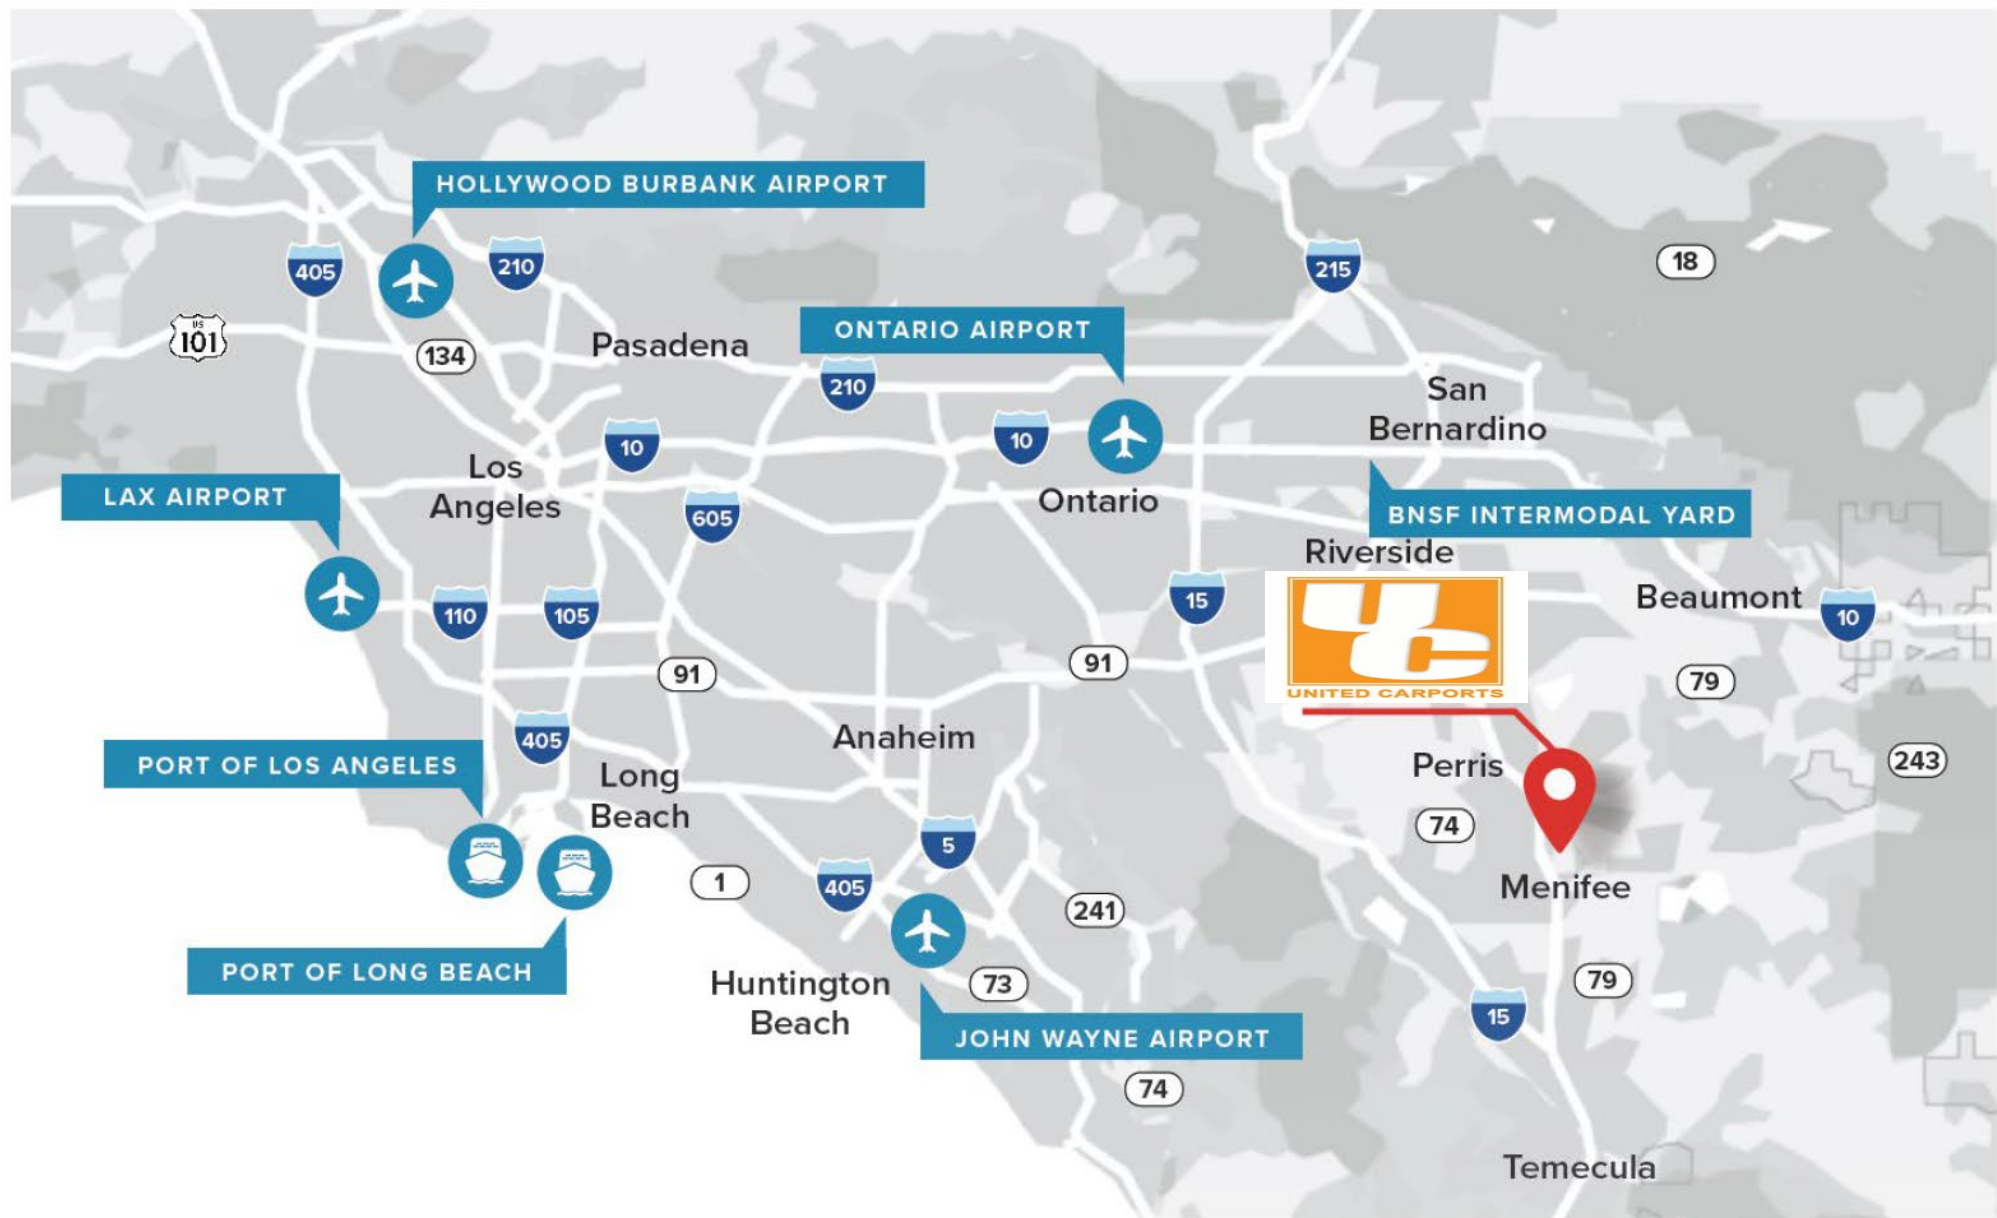 HOLLYWOOD BURBANK AIRPORT
405
210
215
18
US
101
134
Pasadena
ONTARIO AIRPORT
210
San
Bernardino
10
10
Los
Angeles
LAX AIRPORT
605
Ontario
BNSF INTERMODAL YARD
Riverside
110
105
15
Beaumont
10
UC
UNITED CARPORTS
91
91
79
405
Anaheim
PORT OF LOS ANGELES
Long
Beach
Perris
243
74
5
405
1
Menifee
241
PORT OF LONG BEACH
Huntington
Beach
73
79
15
JOHN WAYNE AIRPORT
74
Temecula